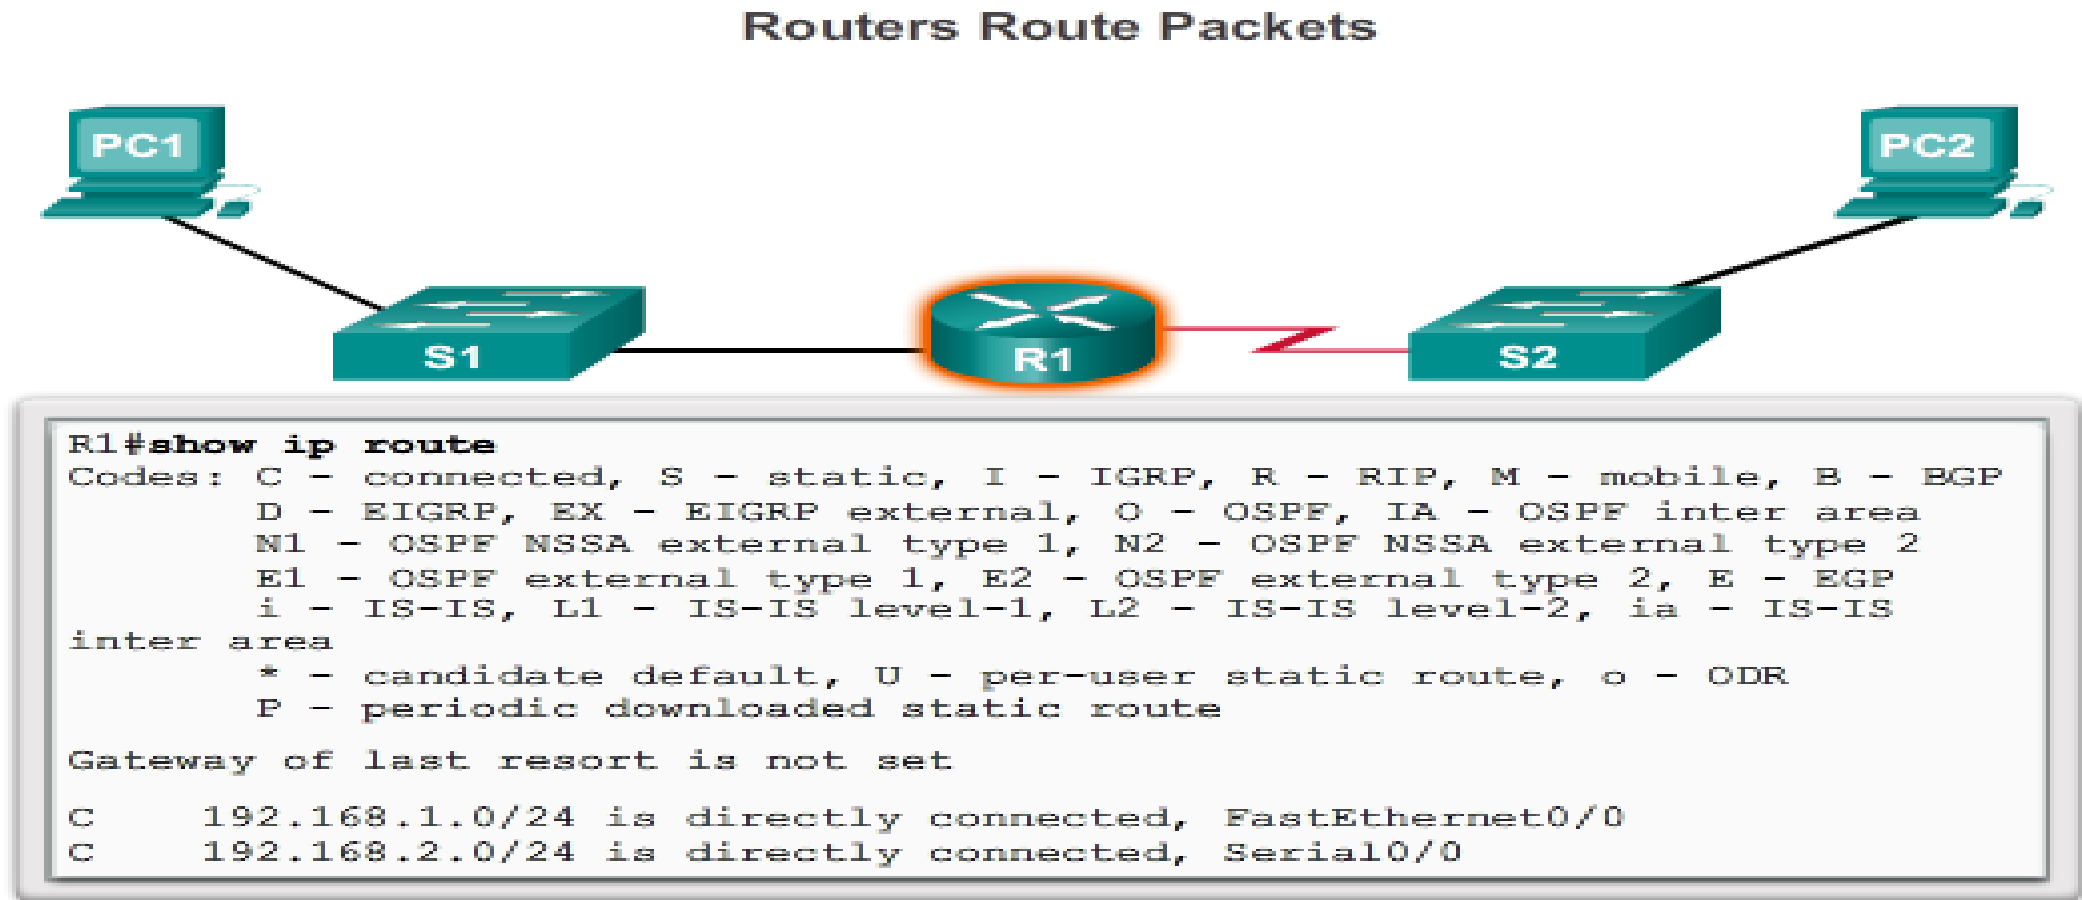 Routers Route Packets
PC1
PC2
S1
R1
S2
R1#show ip route
Codes: C - connected, S - static, I - IGRP, R - RIP, M - mobile, B - BGP
D - EIGRP, EX - EIGRP external, O - OSPF, IA - OSPF inter area
N1 - OSPF NSSA external type 1, N2 - OSPF NSSA external type 2
E1 - OSPF external type 1, E2 - OSPF external type 2, E - EGP
i - IS-IS, L1 - IS-IS level-1, L2 - IS-IS level-2, ia - IS-IS
inter area
* - candidate default, U - per-user static route, o - ODR
P - periodic downloaded static route
Gateway of last resort is not set
C 192.168.1.0/24 is directly connected, FastEthernet0/0
C 192.168.2.0/24 is directly connected, Serial0/0